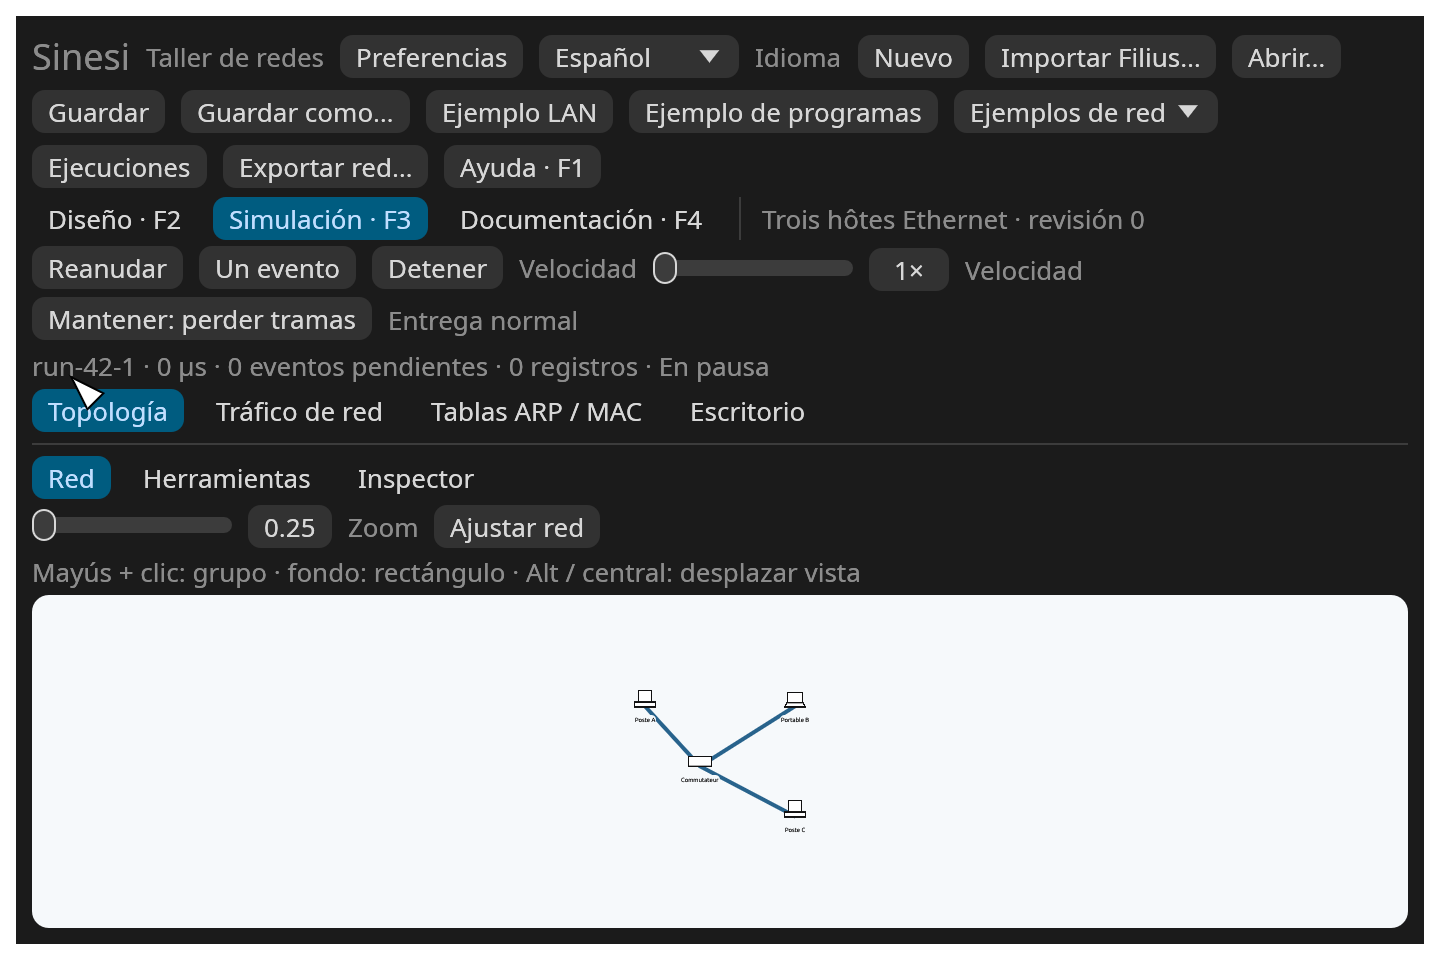 Sinesi Taller de redes Preferencias Español Idioma Nuevo Importar Filius... Abrir...
Guardar Guardar como... Ejemplo LAN Ejemplo de programas Ejemplos de red
Ejecuciones Exportar red... Ayuda · F1
Diseño · F2 Simulación · F3 Documentación · F4 Trois hôtes Ethernet · revisión 0
Reanudar Un evento Detener Velocidad 1× Velocidad
Mantener: perder tramas Entrega normal
run-42-1 · 0 µs · 0 eventos pendientes · 0 registros · En pausa
Topología Tráfico de red Tablas ARP / MAC Escritorio
Red Herramientas Inspector
0.25 Zoom Ajustar red
Mayús + clic: grupo · fondo: rectángulo · Alt / central: desplazar vista
Poste A Portable B
Commutateur
Poste C